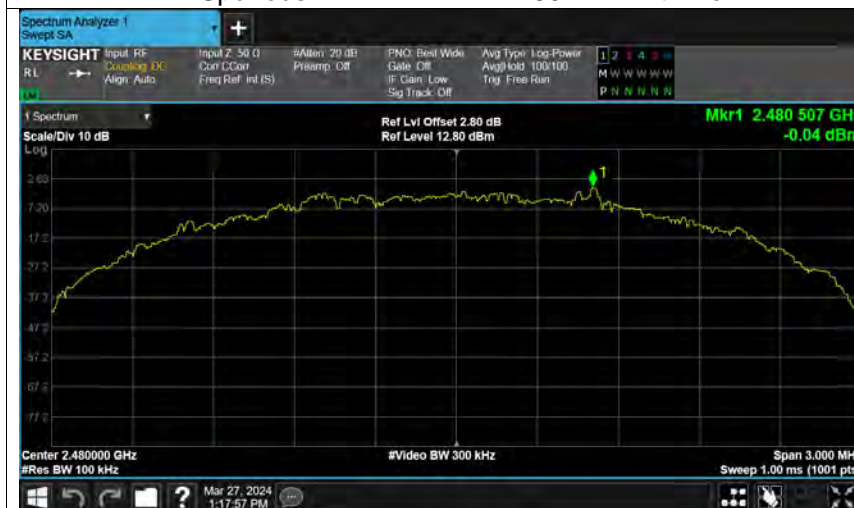 Spectrum Analyzer 1
Swept SA
+
KEYSIGHT
RL
Input: RF
Coupling: DC
Align: Auto
Input Z: 50 Ω
Corr CCorr
Freq Ref: Int (S)
#Atten: 20 dB
Preamp: Off
PNO: Best Wide
Gate: Off
IF Gain: Low
Sig Track: Off
Avg Type: Log-Power
Avg|Hold: 100/100
Trig: Free Run
1 2 3 4 5 6
M W W W W W
P N N N N N
1 Spectrum
Scale/Div 10 dB
Log
Ref Lvl Offset 2.80 dB
Ref Level 12.80 dBm
Mkr1 2.480 507 GH
-0.04 dBm
1
2.80
-7.20
-17.2
-27.2
-37.2
-47.2
-57.2
-67.2
-77.2
Center 2.480000 GHz
#Res BW 100 kHz
#Video BW 300 kHz
Span 3.000 MH
Sweep 1.00 ms (1001 pts
?
Mar 27, 2024
1:17:57 PM